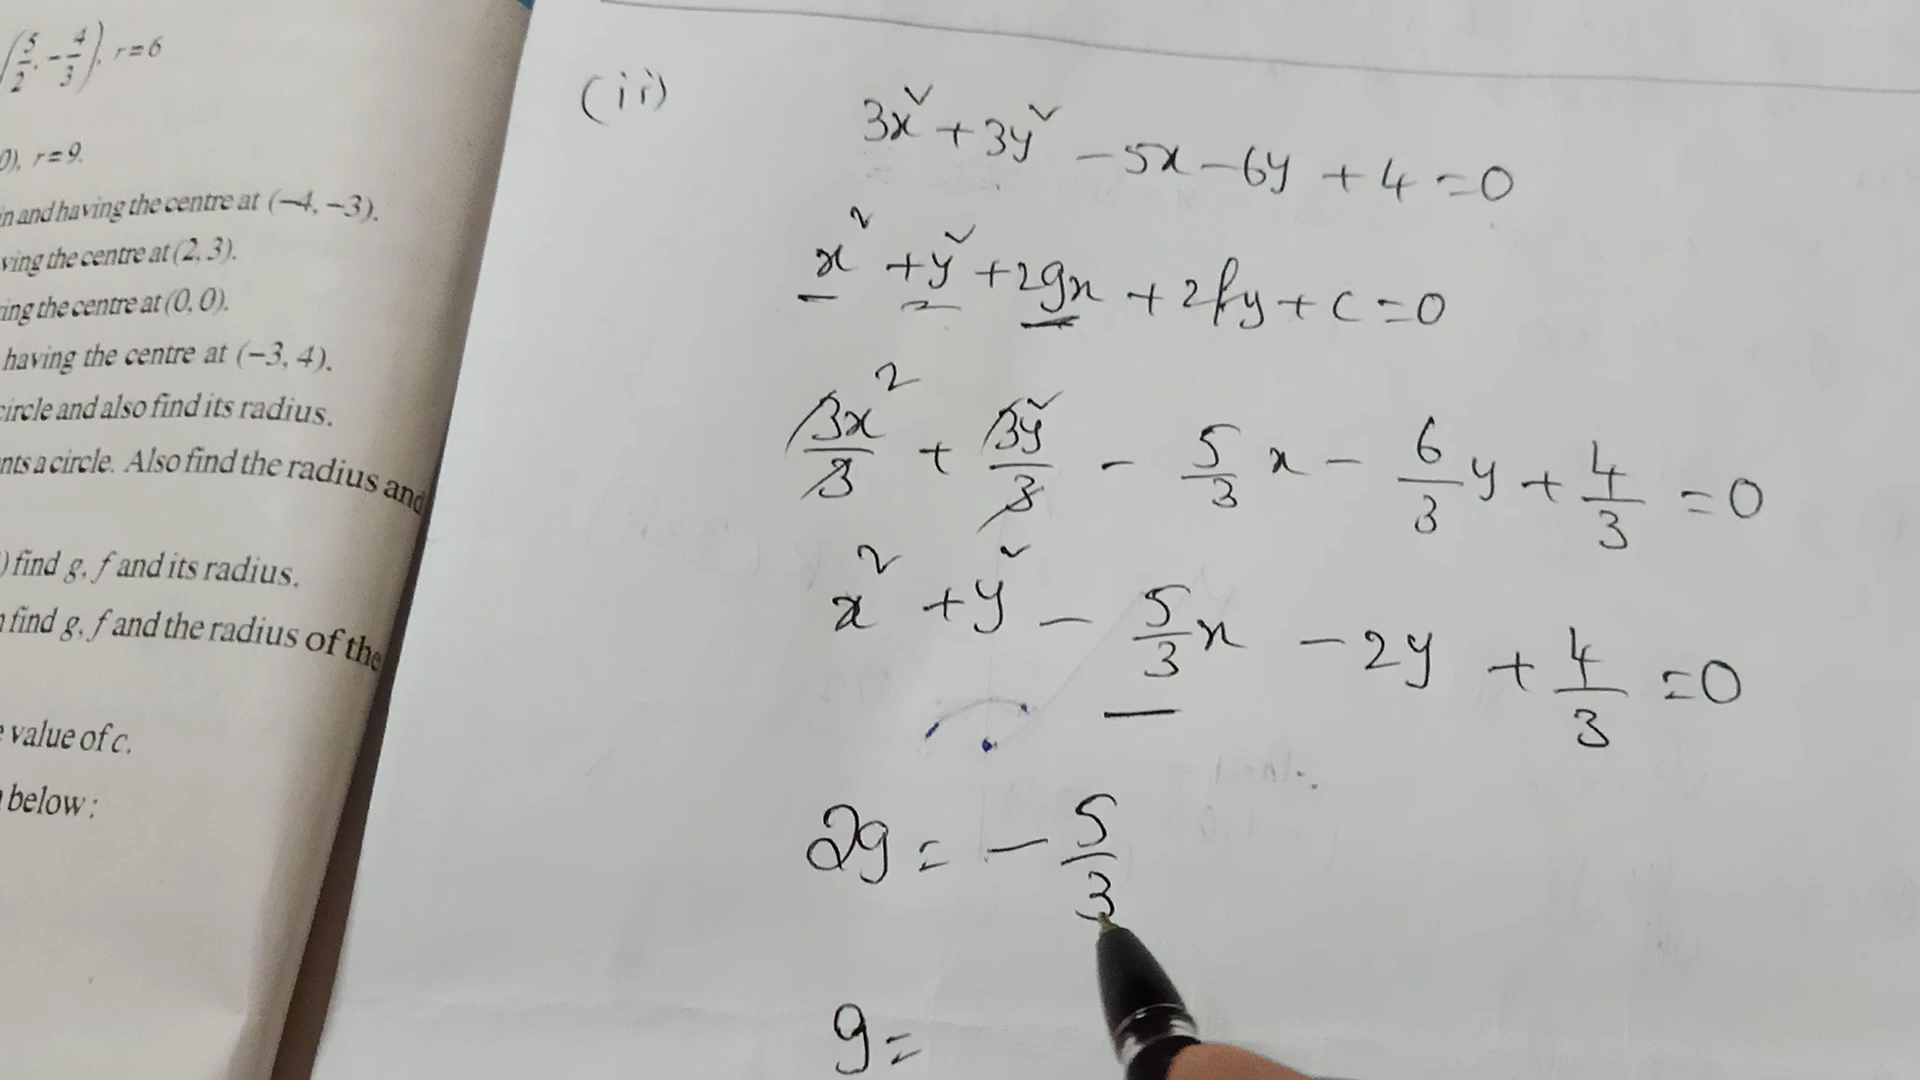 (5/2, -4/3), r=6
0), r=9.
in and having the centre at (-4, -3).
ving the centre at (2, 3).
ing the centre at (0, 0).
having the centre at (-3, 4).
circle and also find its radius.
nts a circle. Also find the radius and
) find g, f and its radius.
find g, f and the radius of the
value of c.
below :
(ii)
3x² + 3y² - 5x - 6y + 4 = 0
x² + y² + 2gx + 2fy + c = 0
3x²/3 + 3y²/3 - 5/3 x - 6/3 y + 4/3 = 0
x² + y² - 5/3 x - 2y + 4/3 = 0
2g = - 5/3
g =